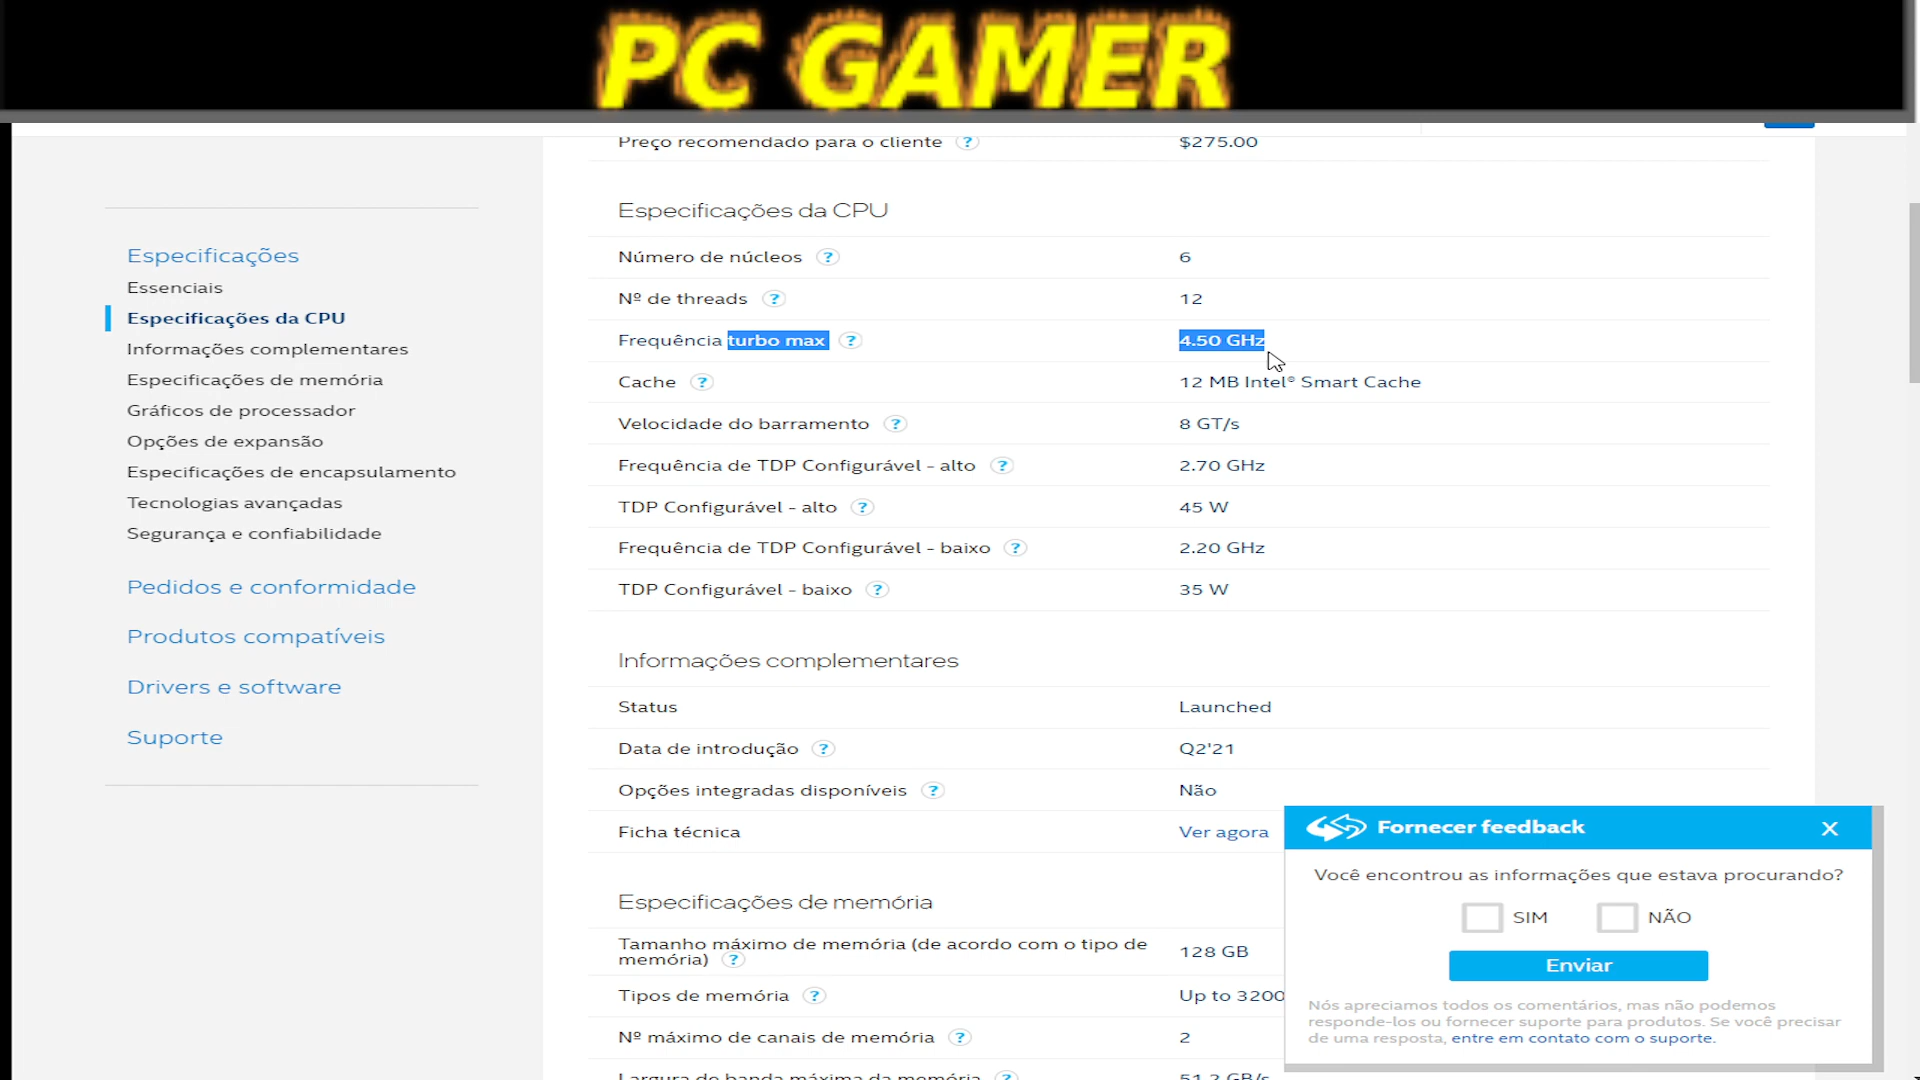 PC GAMER
Preço recomendado para o cliente ? $275.00
Especificações da CPU
Número de núcleos ? 6
Nº de threads ? 12
Frequência turbo max ? 4.50 GHz
Cache ? 12 MB Intel® Smart Cache
Velocidade do barramento ? 8 GT/s
Frequência de TDP Configurável - alto ? 2.70 GHz
TDP Configurável - alto ? 45 W
Frequência de TDP Configurável - baixo ? 2.20 GHz
TDP Configurável - baixo ? 35 W
Informações complementares
Status Launched
Data de introdução ? Q2'21
Opções integradas disponíveis ? Não
Ficha técnica Ver agora
Especificações de memória
Tamanho máximo de memória (de acordo com o tipo de
memória) ? 128 GB
Tipos de memória ? Up to 3200
Nº máximo de canais de memória ? 2
Largura de banda máxima da memória ? 51.2 GB/s
Especificações
Essenciais
Especificações da CPU
Informações complementares
Especificações de memória
Gráficos de processador
Opções de expansão
Especificações de encapsulamento
Tecnologias avançadas
Segurança e confiabilidade
Pedidos e conformidade
Produtos compatíveis
Drivers e software
Suporte
Fornecer feedback X
Você encontrou as informações que estava procurando?
SIM NÃO
Enviar
Nós apreciamos todos os comentários, mas não podemos
responde-los ou fornecer suporte para produtos. Se você precisar
de uma resposta, entre em contato com o suporte.